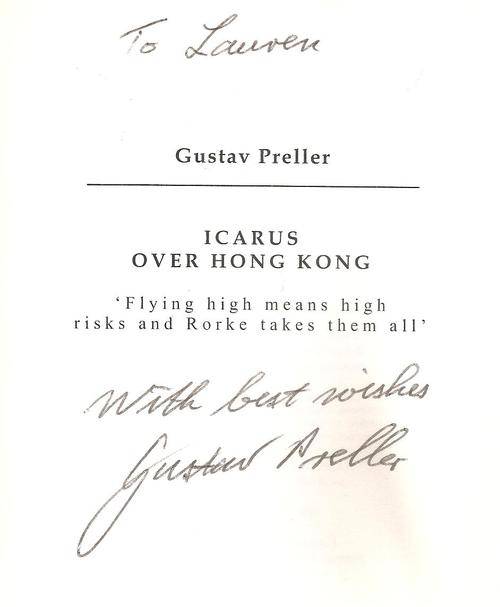 To Lauren
Gustav Preller
ICARUS
OVER HONG KONG
‘Flying high means high
risks and Rorke takes them all’
With best wishes
Gustav Preller